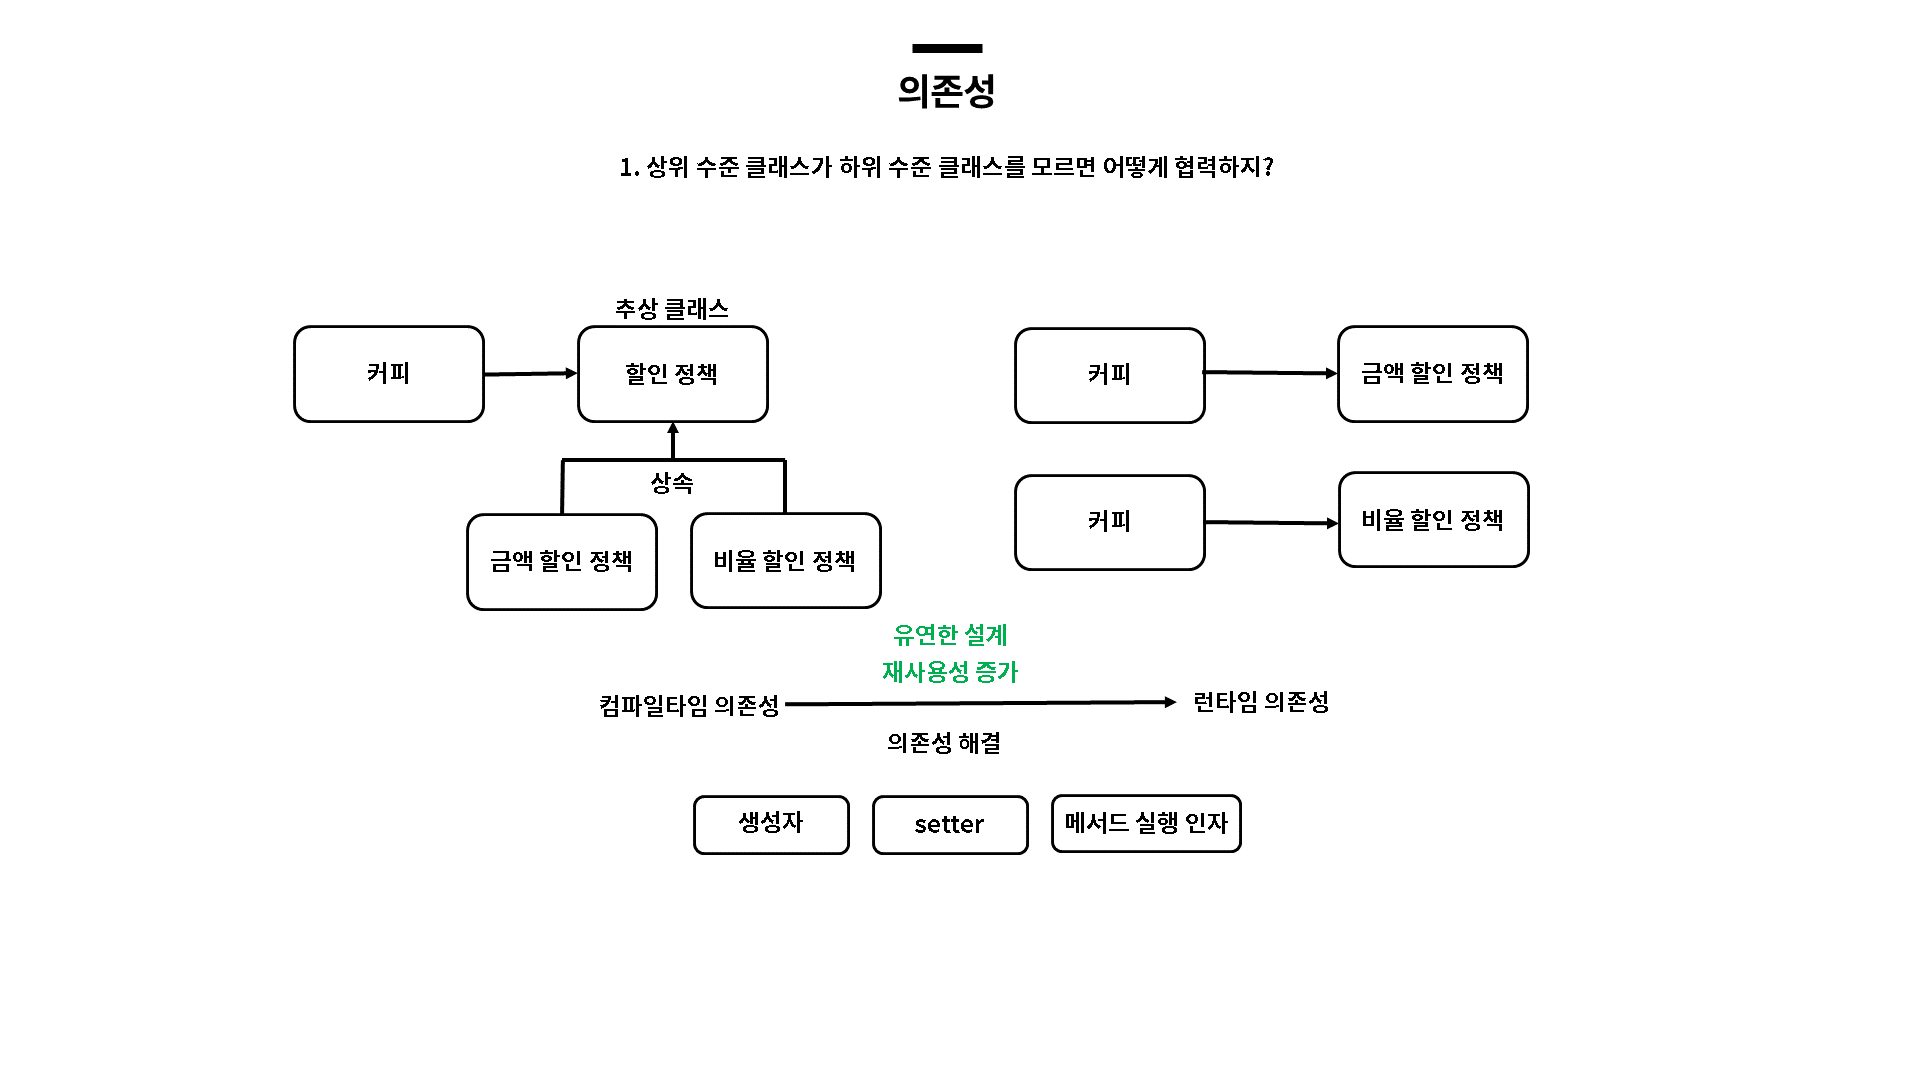 의존성
1. 상위 수준 클래스가 하위 수준 클래스를 모르면 어떻게 협력하지?
추상 클래스
커피
할인 정책
상속
금액 할인 정책
비율 할인 정책
커피
금액 할인 정책
커피
비율 할인 정책
유연한 설계
재사용성 증가
컴파일타임 의존성
런타임 의존성
의존성 해결
생성자
setter
메서드 실행 인자